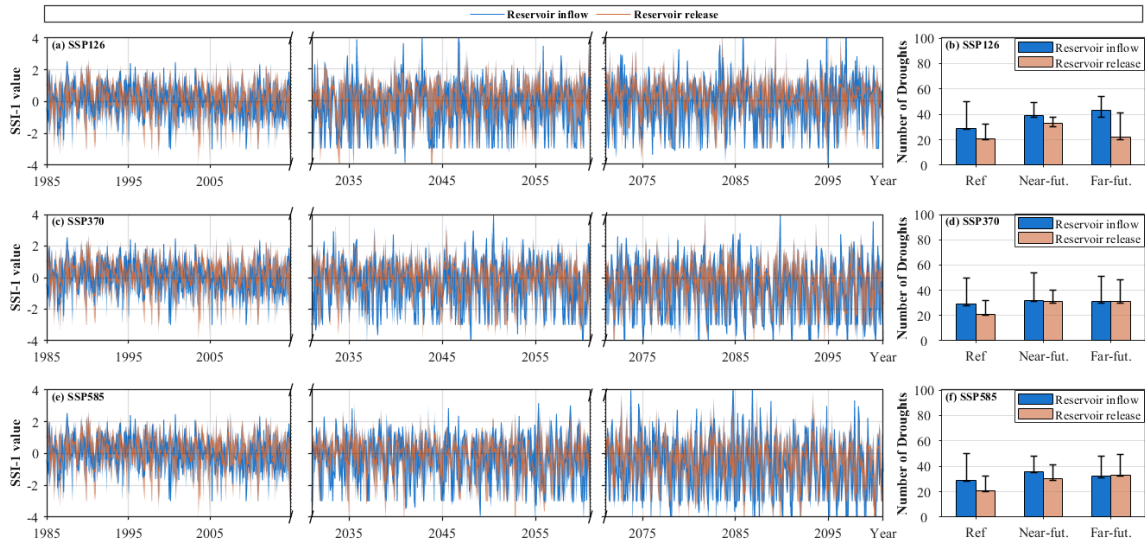 Reservoir inflow Reservoir release
(a) SSP126
SSI-1 value
4
2
0
-2
-4
1985 1995 2005 2035 2045 2055 2075 2085 2095 Year
(b) SSP126
Reservoir inflow
Reservoir release
Number of Droughts
100
80
60
40
20
0
Ref Near-fut. Far-fut.
(c) SSP370
SSI-1 value
4
2
0
-2
-4
1985 1995 2005 2035 2045 2055 2075 2085 2095 Year
(d) SSP370
Reservoir inflow
Reservoir release
Number of Droughts
100
80
60
40
20
0
Ref Near-fut. Far-fut.
(e) SSP585
SSI-1 value
4
2
0
-2
-4
1985 1995 2005 2035 2045 2055 2075 2085 2095 Year
(f) SSP585
Reservoir inflow
Reservoir release
Number of Droughts
100
80
60
40
20
0
Ref Near-fut. Far-fut.